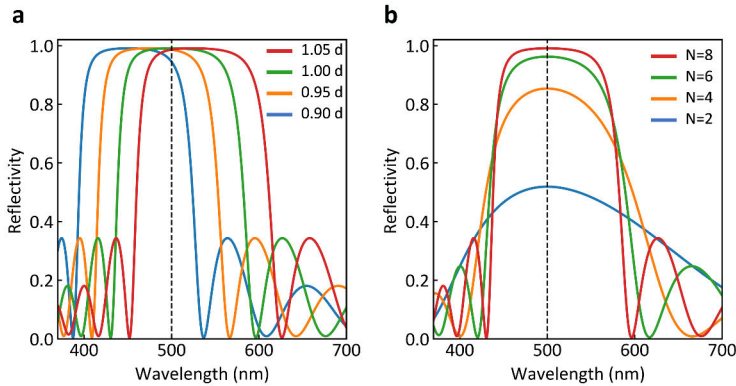 a
1.0
0.8
0.6
0.4
0.2
0.0
Reflectivity
400
500
600
700
Wavelength (nm)
1.05 d
1.00 d
0.95 d
0.90 d
b
1.0
0.8
0.6
0.4
0.2
0.0
Reflectivity
400
500
600
700
Wavelength (nm)
N=8
N=6
N=4
N=2